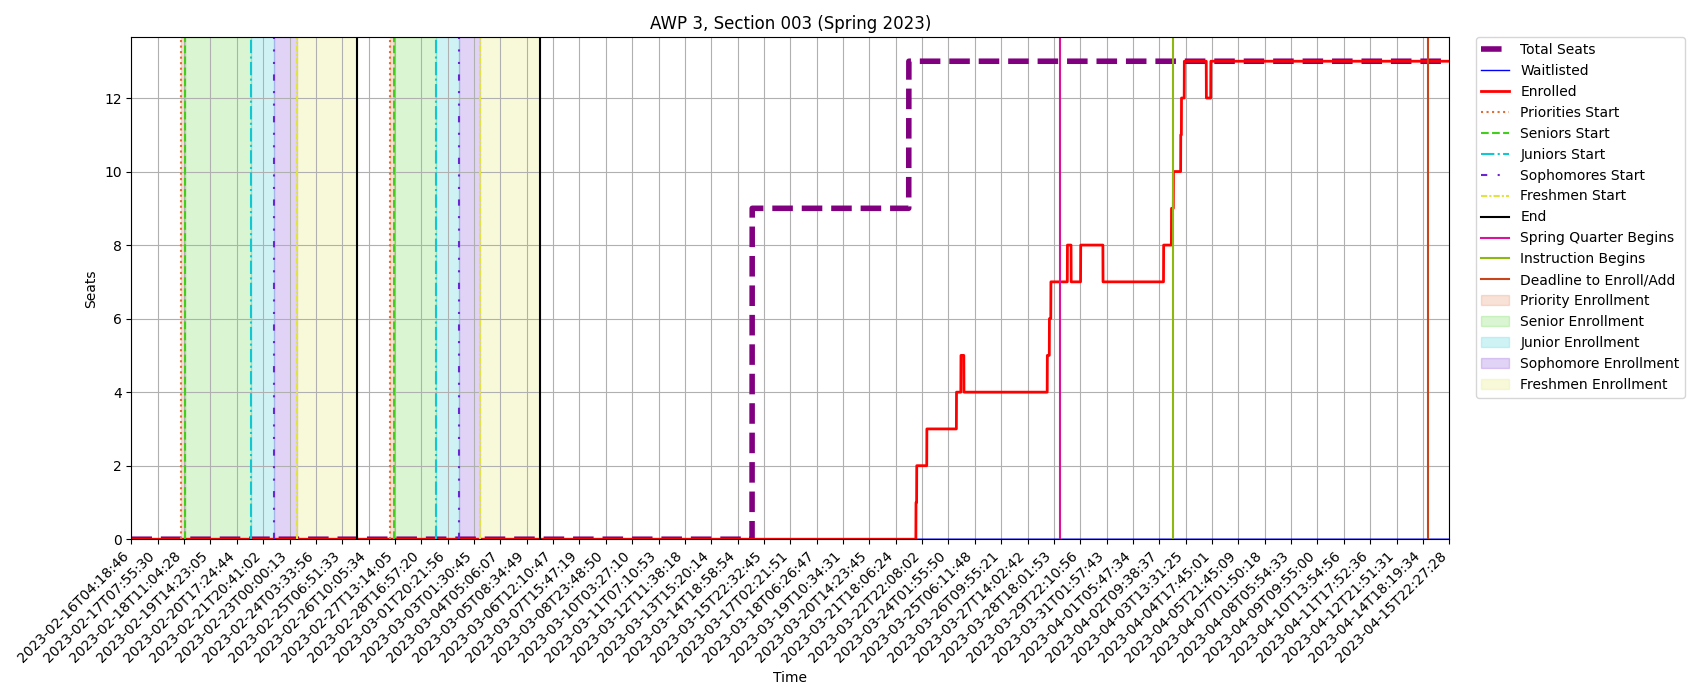 AWP 3, Section 003 (Spring 2023)
Seats
12
10
8
6
4
2
0
Total Seats
Waitlisted
Enrolled
Priorities Start
Seniors Start
Juniors Start
Sophomores Start
Freshmen Start
End
Spring Quarter Begins
Instruction Begins
Deadline to Enroll/Add
Priority Enrollment
Senior Enrollment
Junior Enrollment
Sophomore Enrollment
Freshmen Enrollment
2023-02-16T04:18:46
2023-02-17T07:55:30
2023-02-18T11:04:28
2023-02-19T14:23:05
2023-02-20T17:24:44
2023-02-21T20:41:02
2023-02-23T00:00:13
2023-02-24T03:33:56
2023-02-25T06:51:33
2023-02-26T10:05:34
2023-02-27T13:14:05
2023-02-28T16:57:20
2023-03-01T20:21:56
2023-03-03T01:30:45
2023-03-04T05:06:07
2023-03-05T08:34:49
2023-03-06T12:10:47
2023-03-07T15:47:19
2023-03-08T23:48:50
2023-03-10T03:27:10
2023-03-11T07:10:53
2023-03-12T11:38:18
2023-03-13T15:20:14
2023-03-14T18:58:54
2023-03-15T22:32:45
2023-03-17T02:21:51
2023-03-18T06:26:47
2023-03-19T10:34:31
2023-03-20T14:23:45
2023-03-21T18:06:24
2023-03-22T22:08:02
2023-03-24T01:55:50
2023-03-25T06:11:48
2023-03-26T09:55:21
2023-03-27T14:02:42
2023-03-28T18:01:53
2023-03-29T22:10:56
2023-03-31T01:57:43
2023-04-01T05:47:34
2023-04-02T09:38:37
2023-04-03T13:31:25
2023-04-04T17:45:01
2023-04-05T21:45:09
2023-04-07T01:50:18
2023-04-08T05:54:33
2023-04-09T09:55:00
2023-04-10T13:54:56
2023-04-11T17:52:36
2023-04-12T21:51:31
2023-04-14T18:19:34
2023-04-15T22:27:28
Time